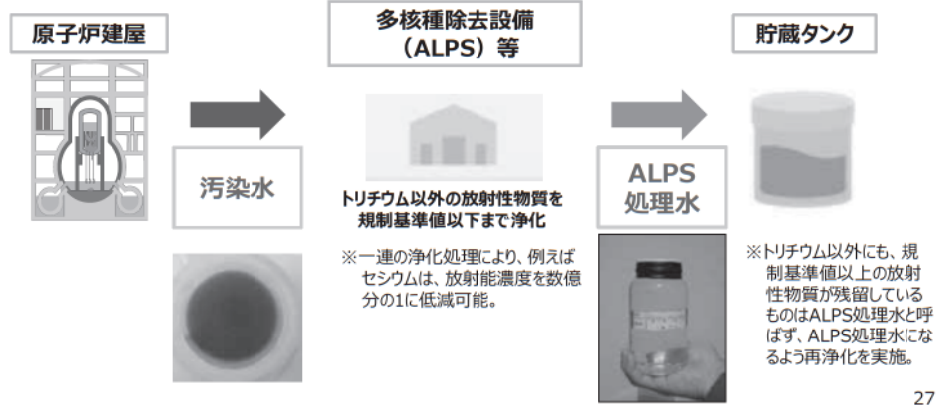 原子炉建屋
多核種除去設備
（ALPS）等
貯蔵タンク
汚染水
トリチウム以外の放射性物質を
規制基準値以下まで浄化
※一連の浄化処理により、例えば
セシウムは、放射能濃度を数億
分の1に低減可能。
ALPS
処理水
※トリチウム以外にも、規
制基準値以上の放射
性物質が残留している
ものはALPS処理水と呼
ばず、ALPS処理水にな
るよう再浄化を実施。
27